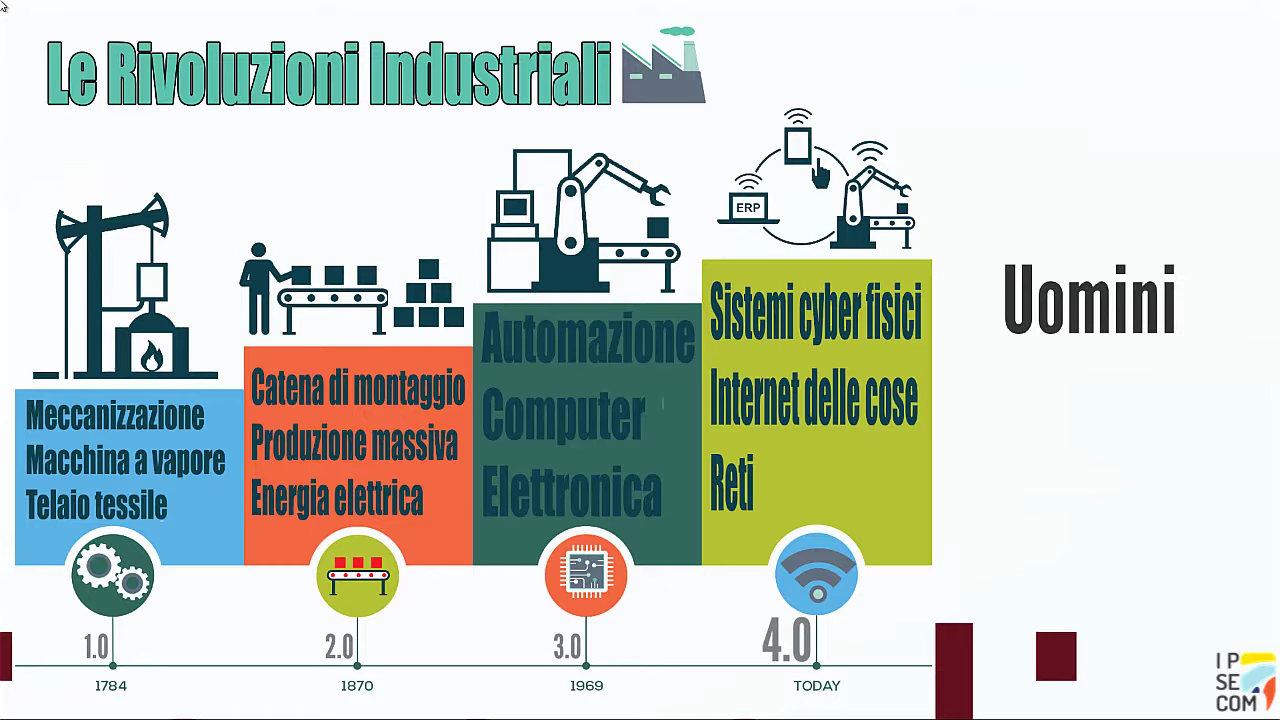 Le Rivoluzioni Industriali
ERP
Uomini
Meccanizzazione
Macchina a vapore
Telaio tessile
Catena di montaggio
Produzione massiva
Energia elettrica
Automazione
Computer
Elettronica
Sistemi cyber fisici
Internet delle cose
Reti
1.0
2.0
3.0
4.0
1784
1870
1969
TODAY
I P
SE
COM